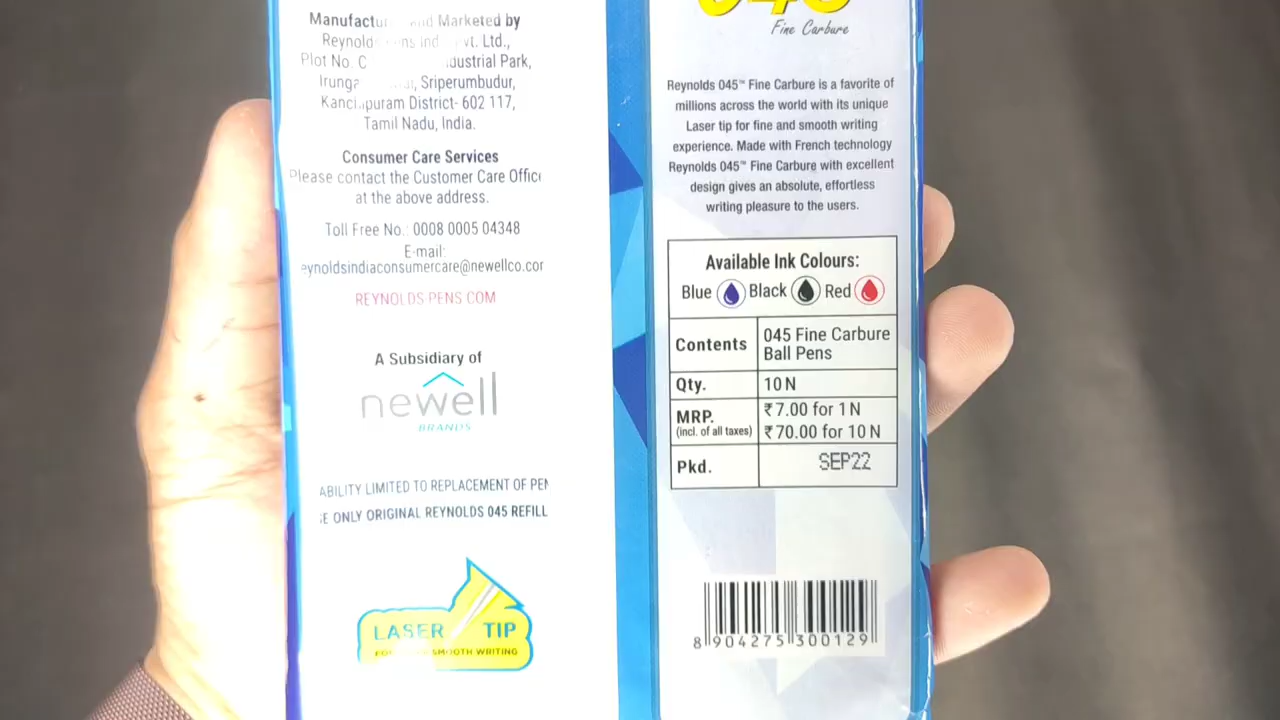 Manufactu and Marketed by
Reynolds Pens Ind vt. Ltd.,
Plot No. C dustrial Park,
Irunga Sriperumbudur,
Kancipuram District- 602 117,
Tamil Nadu, India.
Consumer Care Services
Please contact the Customer Care Offic
at the above address.
Toll Free No.: 0008 0005 04348
E-mail:
eynoldsindiaconsumercare@newellco.cor
REYNOLDS PENS COM
A Subsidiary of
newell
BRANDS
ABILITY LIMITED TO REPLACEMENT OF PEN
E ONLY ORIGINAL REYNOLDS 045 REFILL
LASER TIP
SMOOTH WRITING
045
Fine Carbure
Reynolds 045™ Fine Carbure is a favorite of
millions across the world with its unique
Laser tip for fine and smooth writing
experience. Made with French technology
Reynolds 045™ Fine Carbure with excellent
design gives an absolute, effortless
writing pleasure to the users.
Available Ink Colours:
Blue Black Red
Contents 045 Fine Carbure
Ball Pens
Qty. 10 N
MRP. ₹ 7.00 for 1 N
(incl. of all taxes) ₹ 70.00 for 10 N
Pkd. SEP22
8 904275 300129